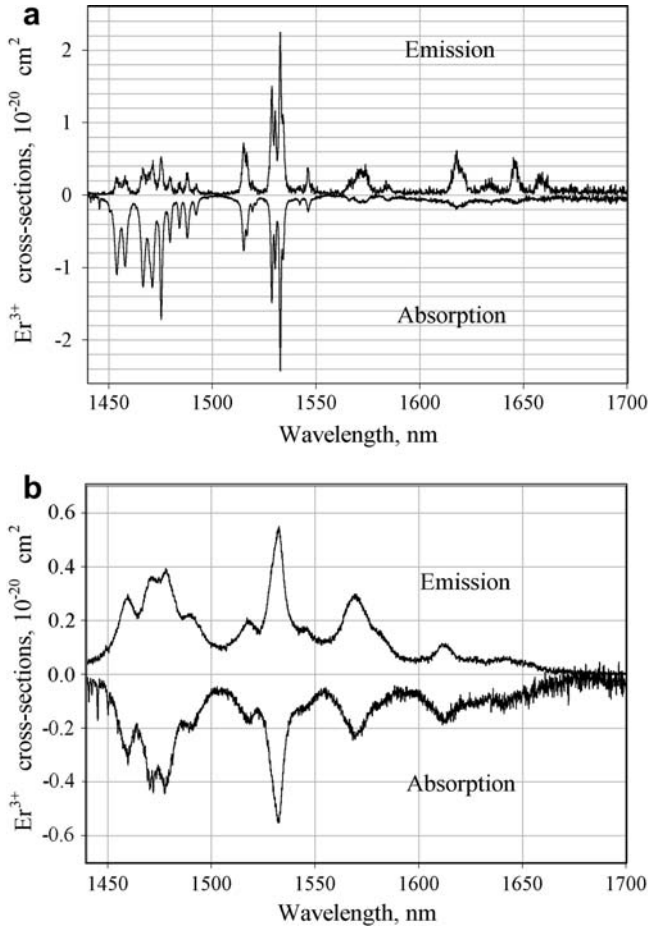 a
2
Emission
1
0
-1
Absorption
-2
Er3+ cross-sections, 10-20 cm2
1450 1500 1550 1600 1650 1700
Wavelength, nm
b
0.6
0.4
Emission
0.2
0.0
-0.2
Absorption
-0.4
-0.6
Er3+ cross-sections, 10-20 cm2
1450 1500 1550 1600 1650 1700
Wavelength, nm